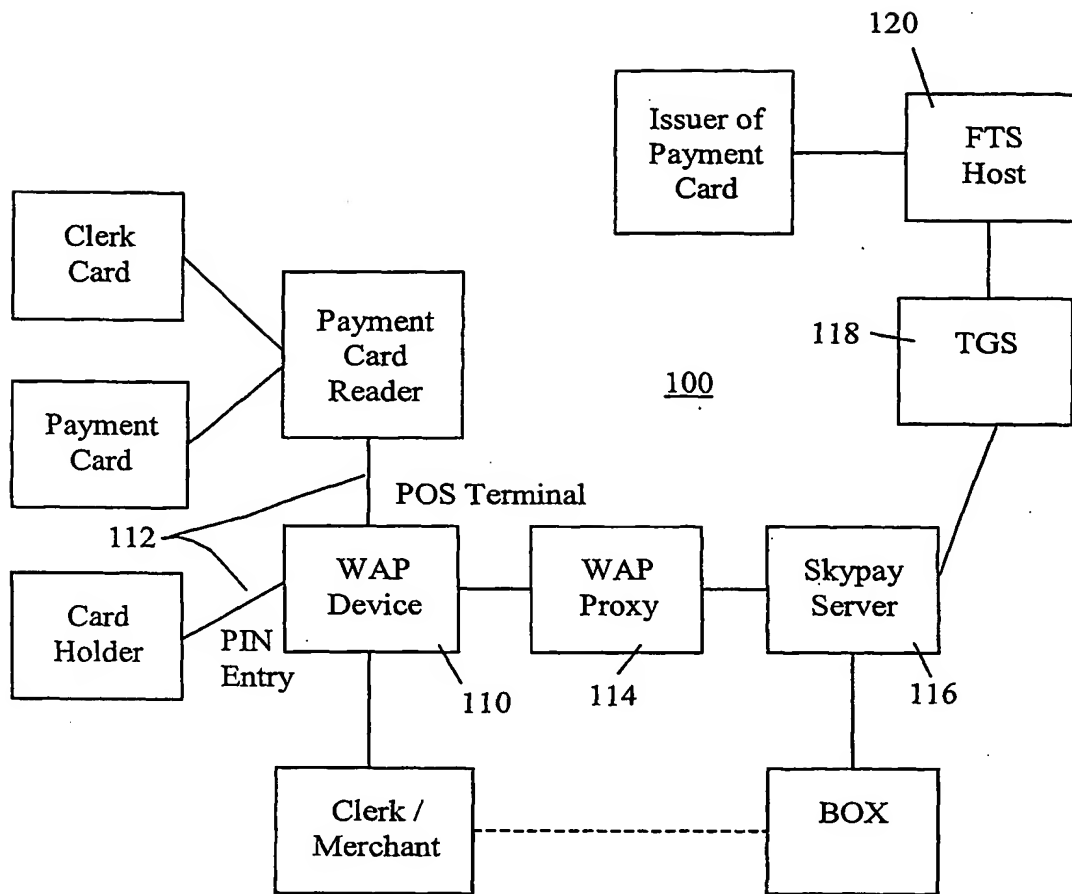 120
Issuer of
Payment
Card
FTS
Host
Clerk
Card
Payment
Card
Reader
118
TGS
100
Payment
Card
POS Terminal
112
WAP
Device
WAP
Proxy
Skypay
Server
Card
Holder
PIN
Entry
110
114
116
Clerk /
Merchant
BOX